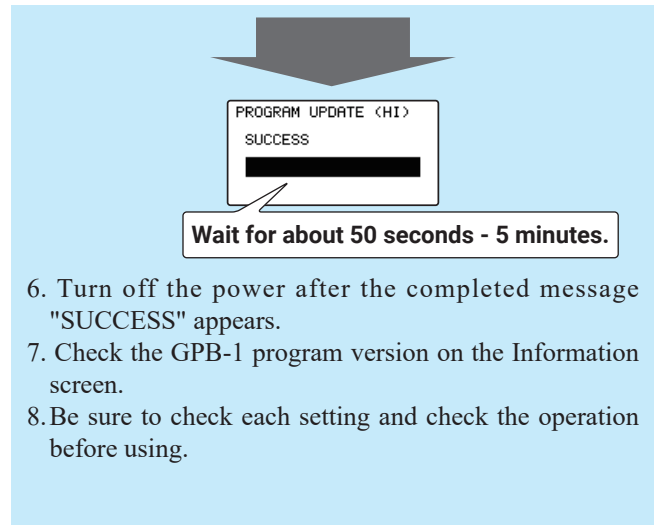 PROGRAM UPDATE (HI)
SUCCESS
Wait for about 50 seconds - 5 minutes.
6. Turn off the power after the completed message
"SUCCESS" appears.
7. Check the GPB-1 program version on the Information
screen.
8. Be sure to check each setting and check the operation
before using.